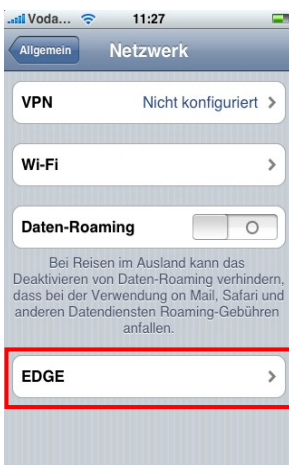 Voda... 11:27
Allgemein Netzwerk
VPN Nicht konfiguriert
Wi-Fi
Daten-Roaming
Bei Reisen im Ausland kann das
Deaktivieren von Daten-Roaming verhindern,
dass bei der Verwendung on Mail, Safari und
anderen Datendiensten Roaming-Gebühren
anfallen.
EDGE